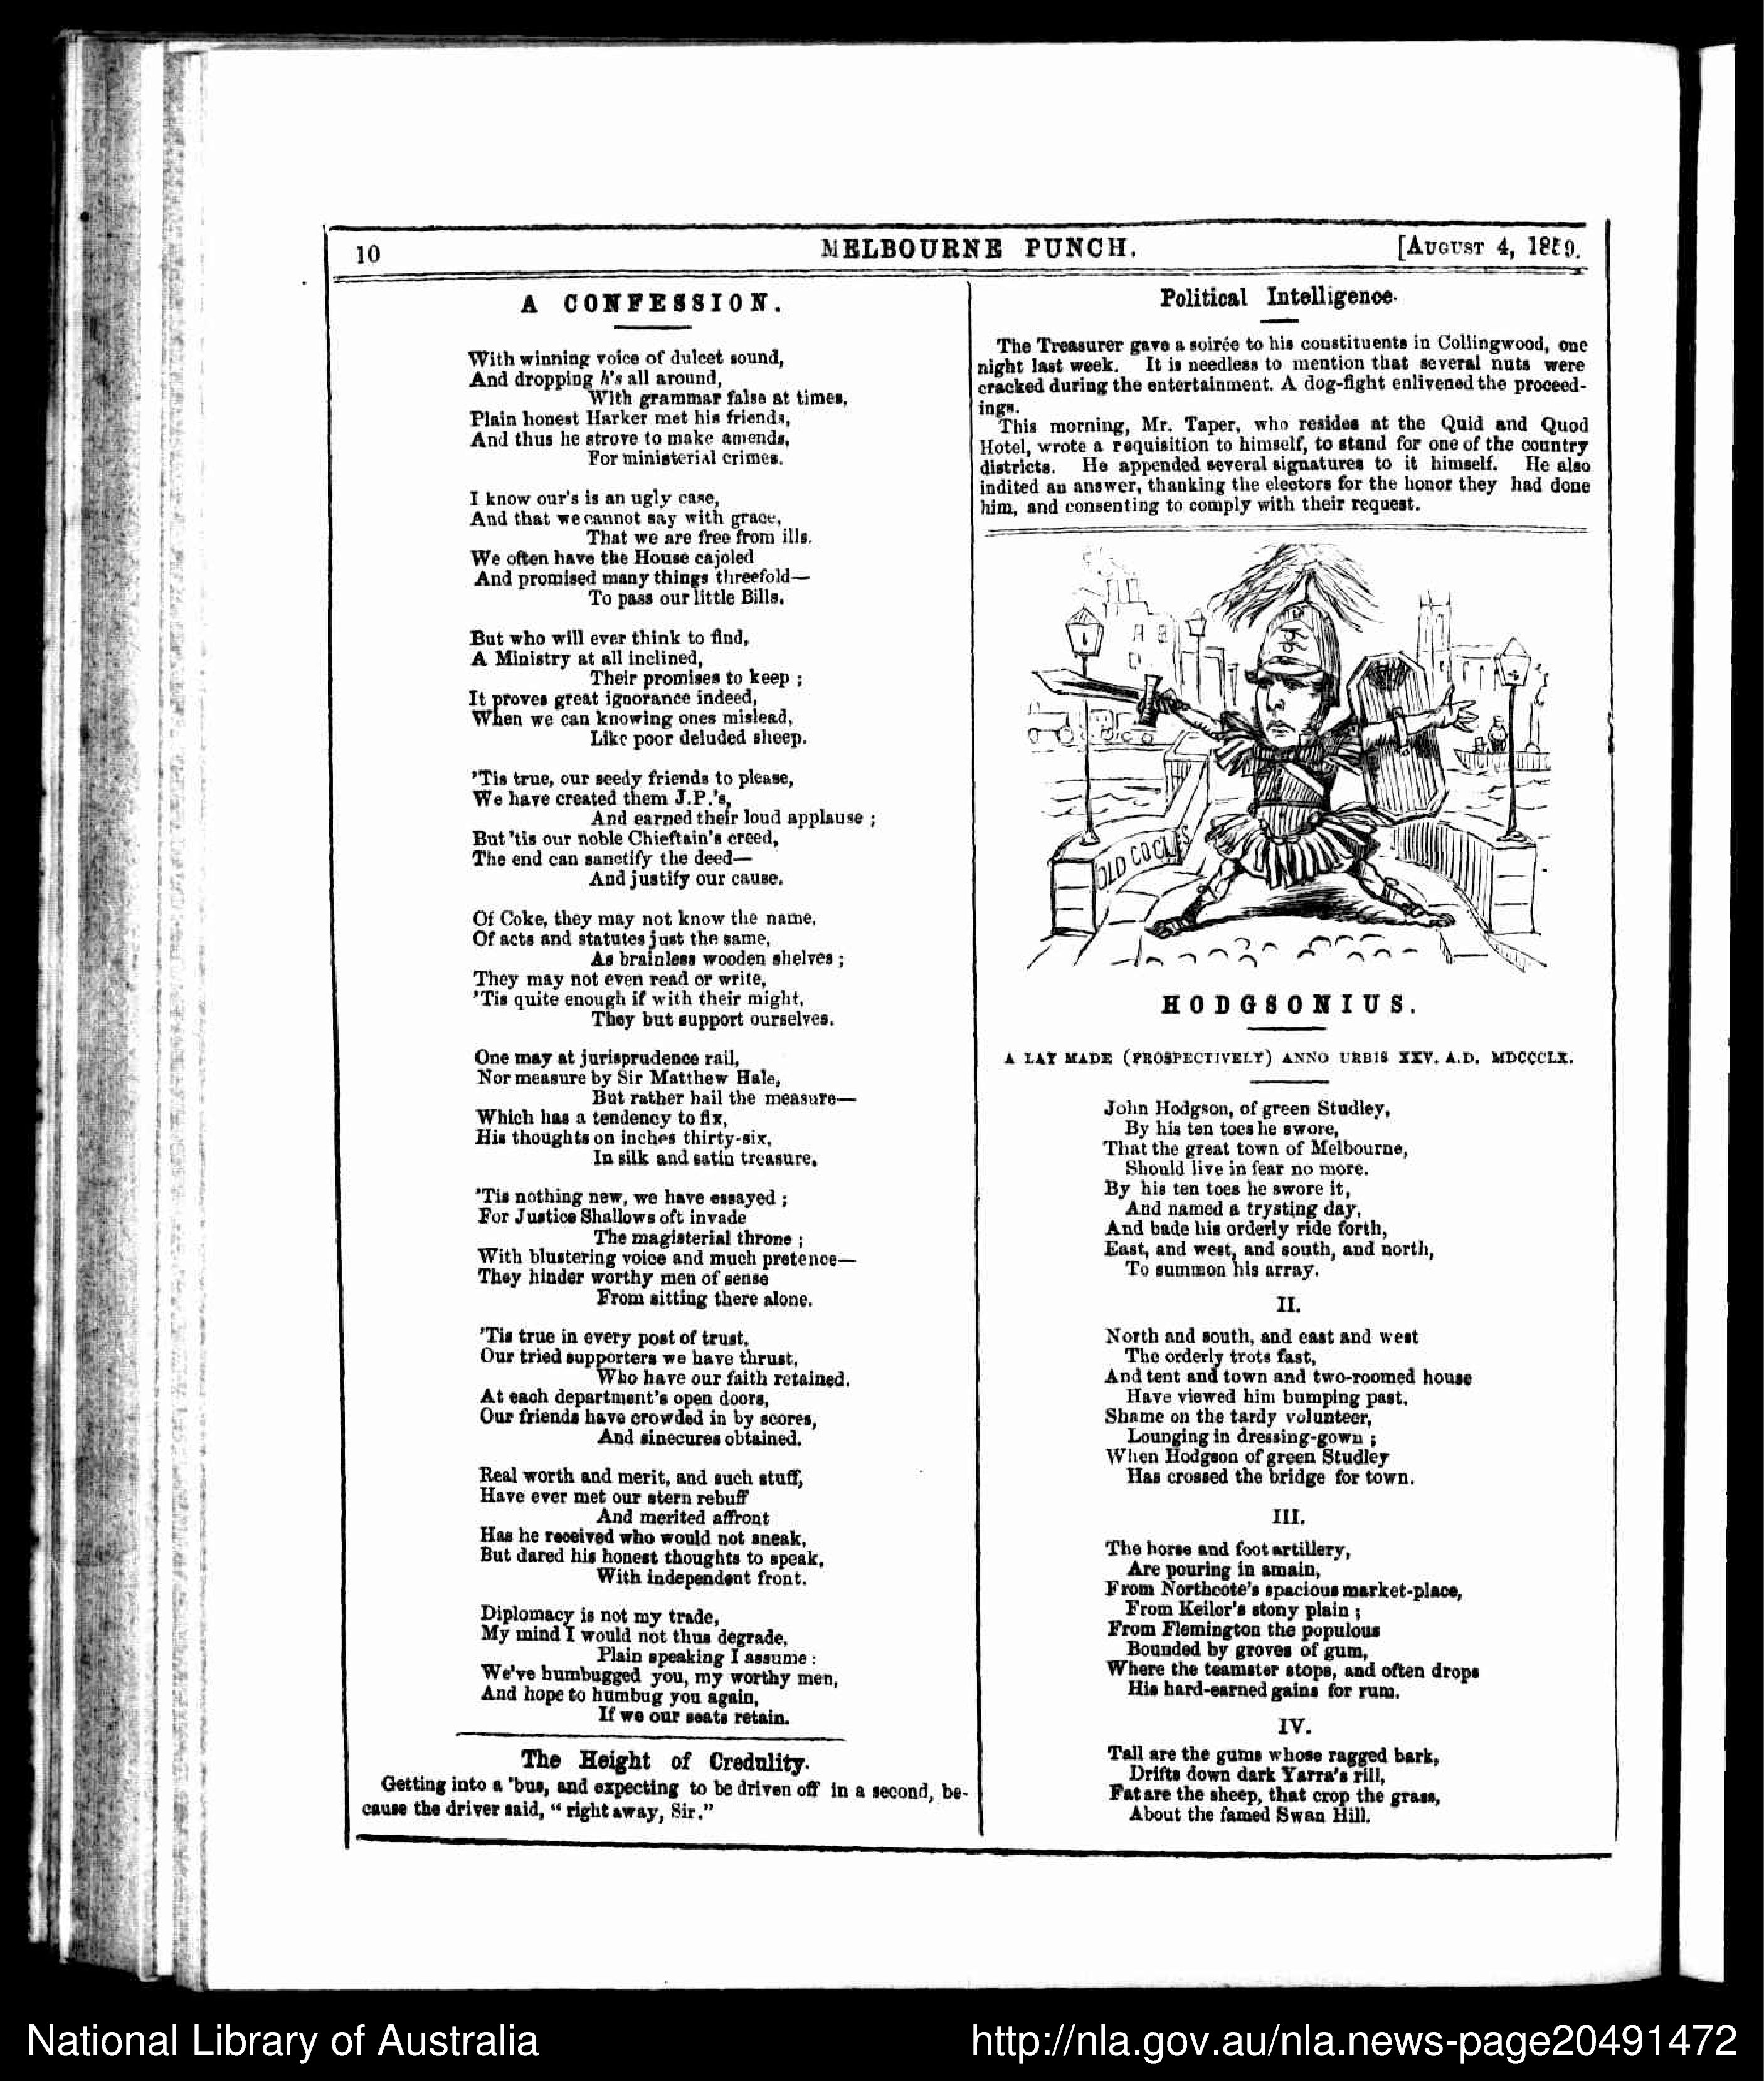 10
MELBOURNE PUNCH.
[AUGUST 4, 1859.
A CONFESSION.
With winning voice of dulcet sound,
And dropping h's all around,
With grammar false at times,
Plain honest Harker met his friends,
And thus he strove to make amends,
For ministerial crimes.
I know our's is an ugly case,
And that we cannot say with grace,
That we are free from ills.
We often have the House cajoled
And promised many things threefold—
To pass our little Bills.
But who will ever think to find,
A Ministry at all inclined,
Their promises to keep ;
It proves great ignorance indeed,
When we can knowing ones mislead,
Like poor deluded sheep.
'Tis true, our seedy friends to please,
We have created them J.P.'s,
And earned their loud applause ;
But 'tis our noble Chieftain's creed,
The end can sanctify the deed—
And justify our cause.
Of Coke, they may not know the name,
Of acts and statutes just the same,
As brainless wooden shelves ;
They may not even read or write,
'Tis quite enough if with their might,
They but support ourselves.
One may at jurisprudence rail,
Nor measure by Sir Matthew Hale,
But rather hail the measure—
Which has a tendency to fix,
His thoughts on inches thirty-six,
In silk and satin treasure.
'Tis nothing new, we have essayed ;
For Justice Shallows oft invade
The magisterial throne ;
With blustering voice and much pretence—
They hinder worthy men of sense
From sitting there alone.
'Tis true in every post of trust,
Our tried supporters we have thrust,
Who have our faith retained.
At each department's open doors,
Our friends have crowded in by scores,
And sinecures obtained.
Real worth and merit, and such stuff,
Have ever met our stern rebuff
And merited affront
Has he received who would not sneak,
But dared his honest thoughts to speak,
With independent front.
Diplomacy is not my trade,
My mind I would not thus degrade,
Plain speaking I assume :
We've humbugged you, my worthy men,
And hope to humbug you again,
If we our seats retain.
The Height of Credulity.
Getting into a 'bus, and expecting to be driven off in a second, be-
cause the driver said, " right away, Sir."
Political Intelligence.
The Treasurer gave a soirée to his constituents in Collingwood, one
night last week. It is needless to mention that several nuts were
cracked during the entertainment. A dog-fight enlivened the proceed-
ings.
This morning, Mr. Taper, who resides at the Quid and Quod
Hotel, wrote a requisition to himself, to stand for one of the country
districts. He appended several signatures to it himself. He also
indited an answer, thanking the electors for the honor they had done
him, and consenting to comply with their request.
OLD COCLES
HODGSONIUS.
A LAY MADE (PROSPECTIVELY) ANNO URBIS XXV. A.D. MDCCCLX.
John Hodgson, of green Studley,
By his ten toes he swore,
That the great town of Melbourne,
Should live in fear no more.
By his ten toes he swore it,
And named a trysting day,
And bade his orderly ride forth,
East, and west, and south, and north,
To summon his array.
II.
North and south, and east and west
The orderly trots fast,
And tent and town and two-roomed house
Have viewed him bumping past.
Shame on the tardy volunteer,
Lounging in dressing-gown ;
When Hodgson of green Studley
Has crossed the bridge for town.
III.
The horse and foot artillery,
Are pouring in amain,
From Northcote's spacious market-place,
From Keilor's stony plain ;
From Flemington the populous
Bounded by groves of gum,
Where the teamster stops, and often drops
His hard-earned gains for rum.
IV.
Tall are the gums whose ragged bark,
Drifts down dark Yarra's rill,
Fat are the sheep, that crop the grass,
About the famed Swan Hill.
National Library of Australia
http://nla.gov.au/nla.news-page20491472